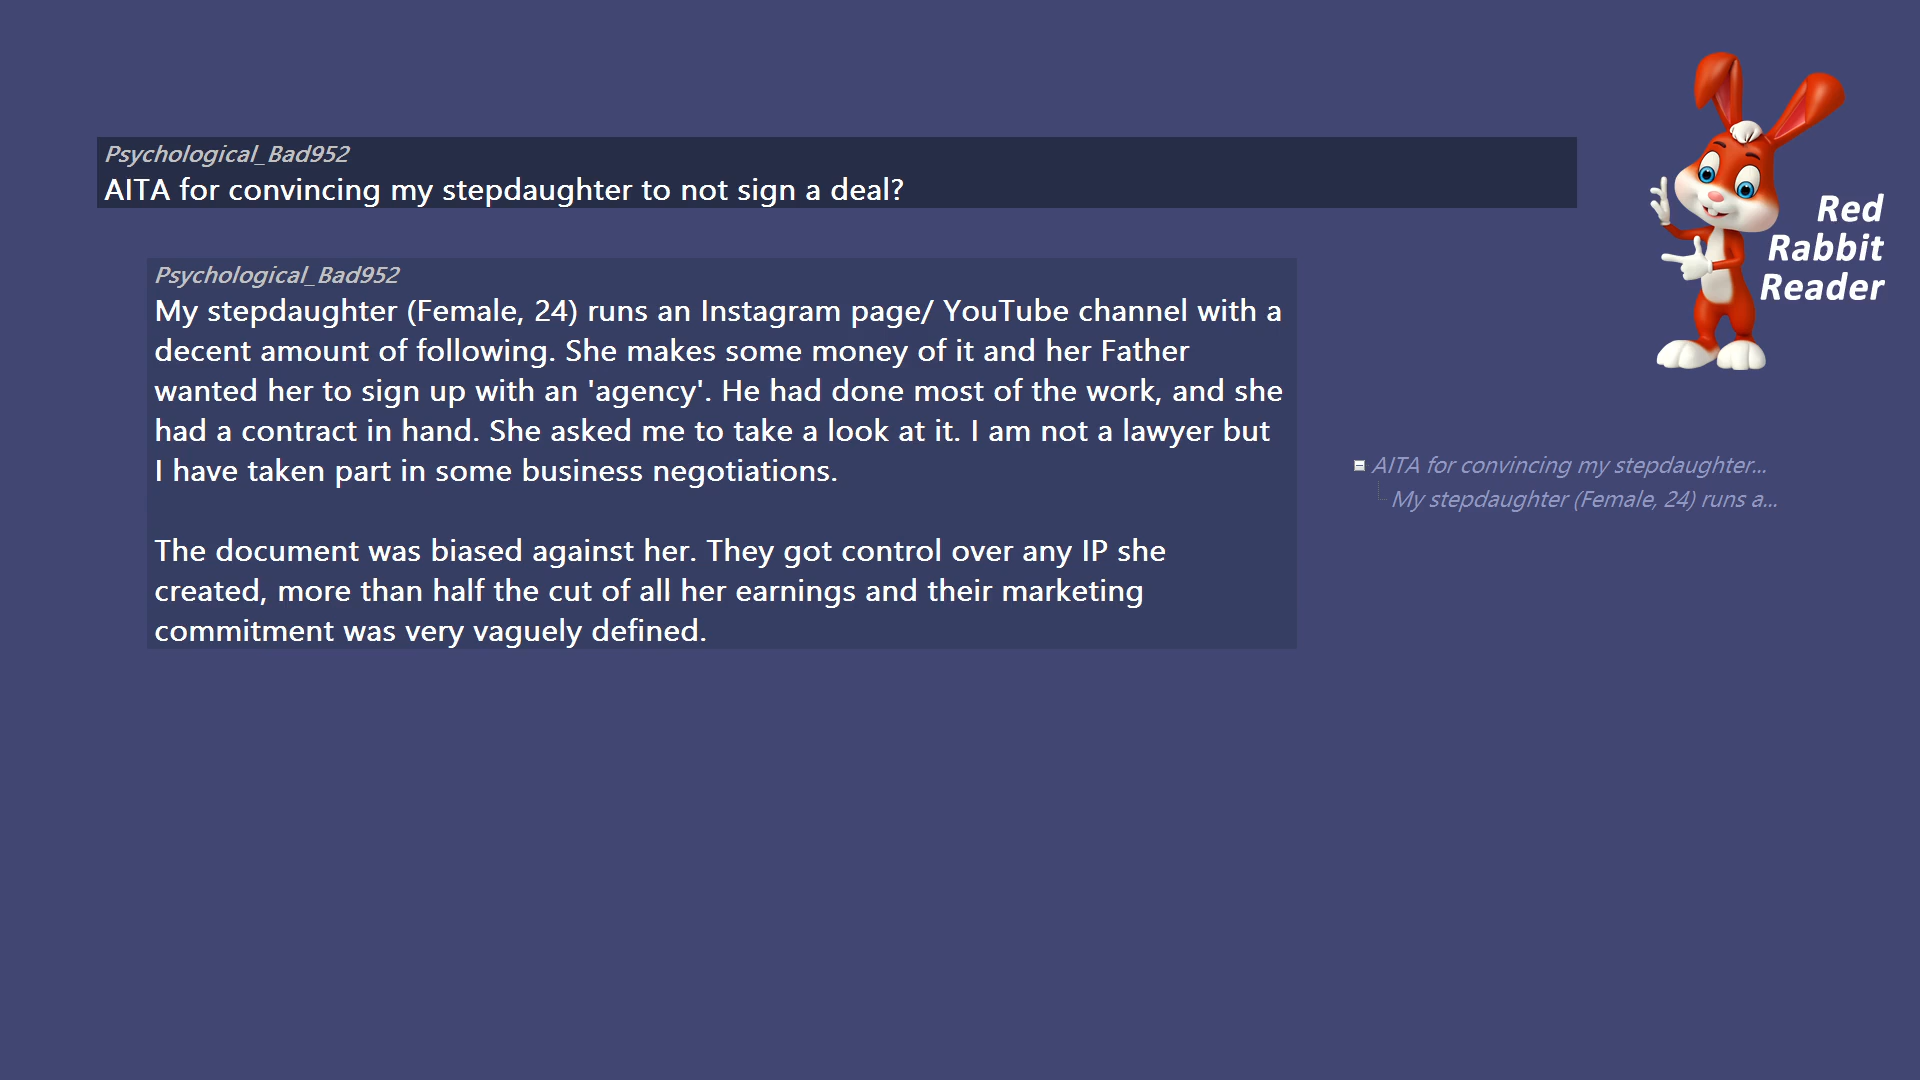 Psychological_Bad952
AITA for convincing my stepdaughter to not sign a deal?
Psychological_Bad952
My stepdaughter (Female, 24) runs an Instagram page/ YouTube channel with a
decent amount of following. She makes some money of it and her Father
wanted her to sign up with an 'agency'. He had done most of the work, and she
had a contract in hand. She asked me to take a look at it. I am not a lawyer but
I have taken part in some business negotiations.
The document was biased against her. They got control over any IP she
created, more than half the cut of all her earnings and their marketing
commitment was very vaguely defined.
Red
Rabbit
Reader
AITA for convincing my stepdaughter...
My stepdaughter (Female, 24) runs a...